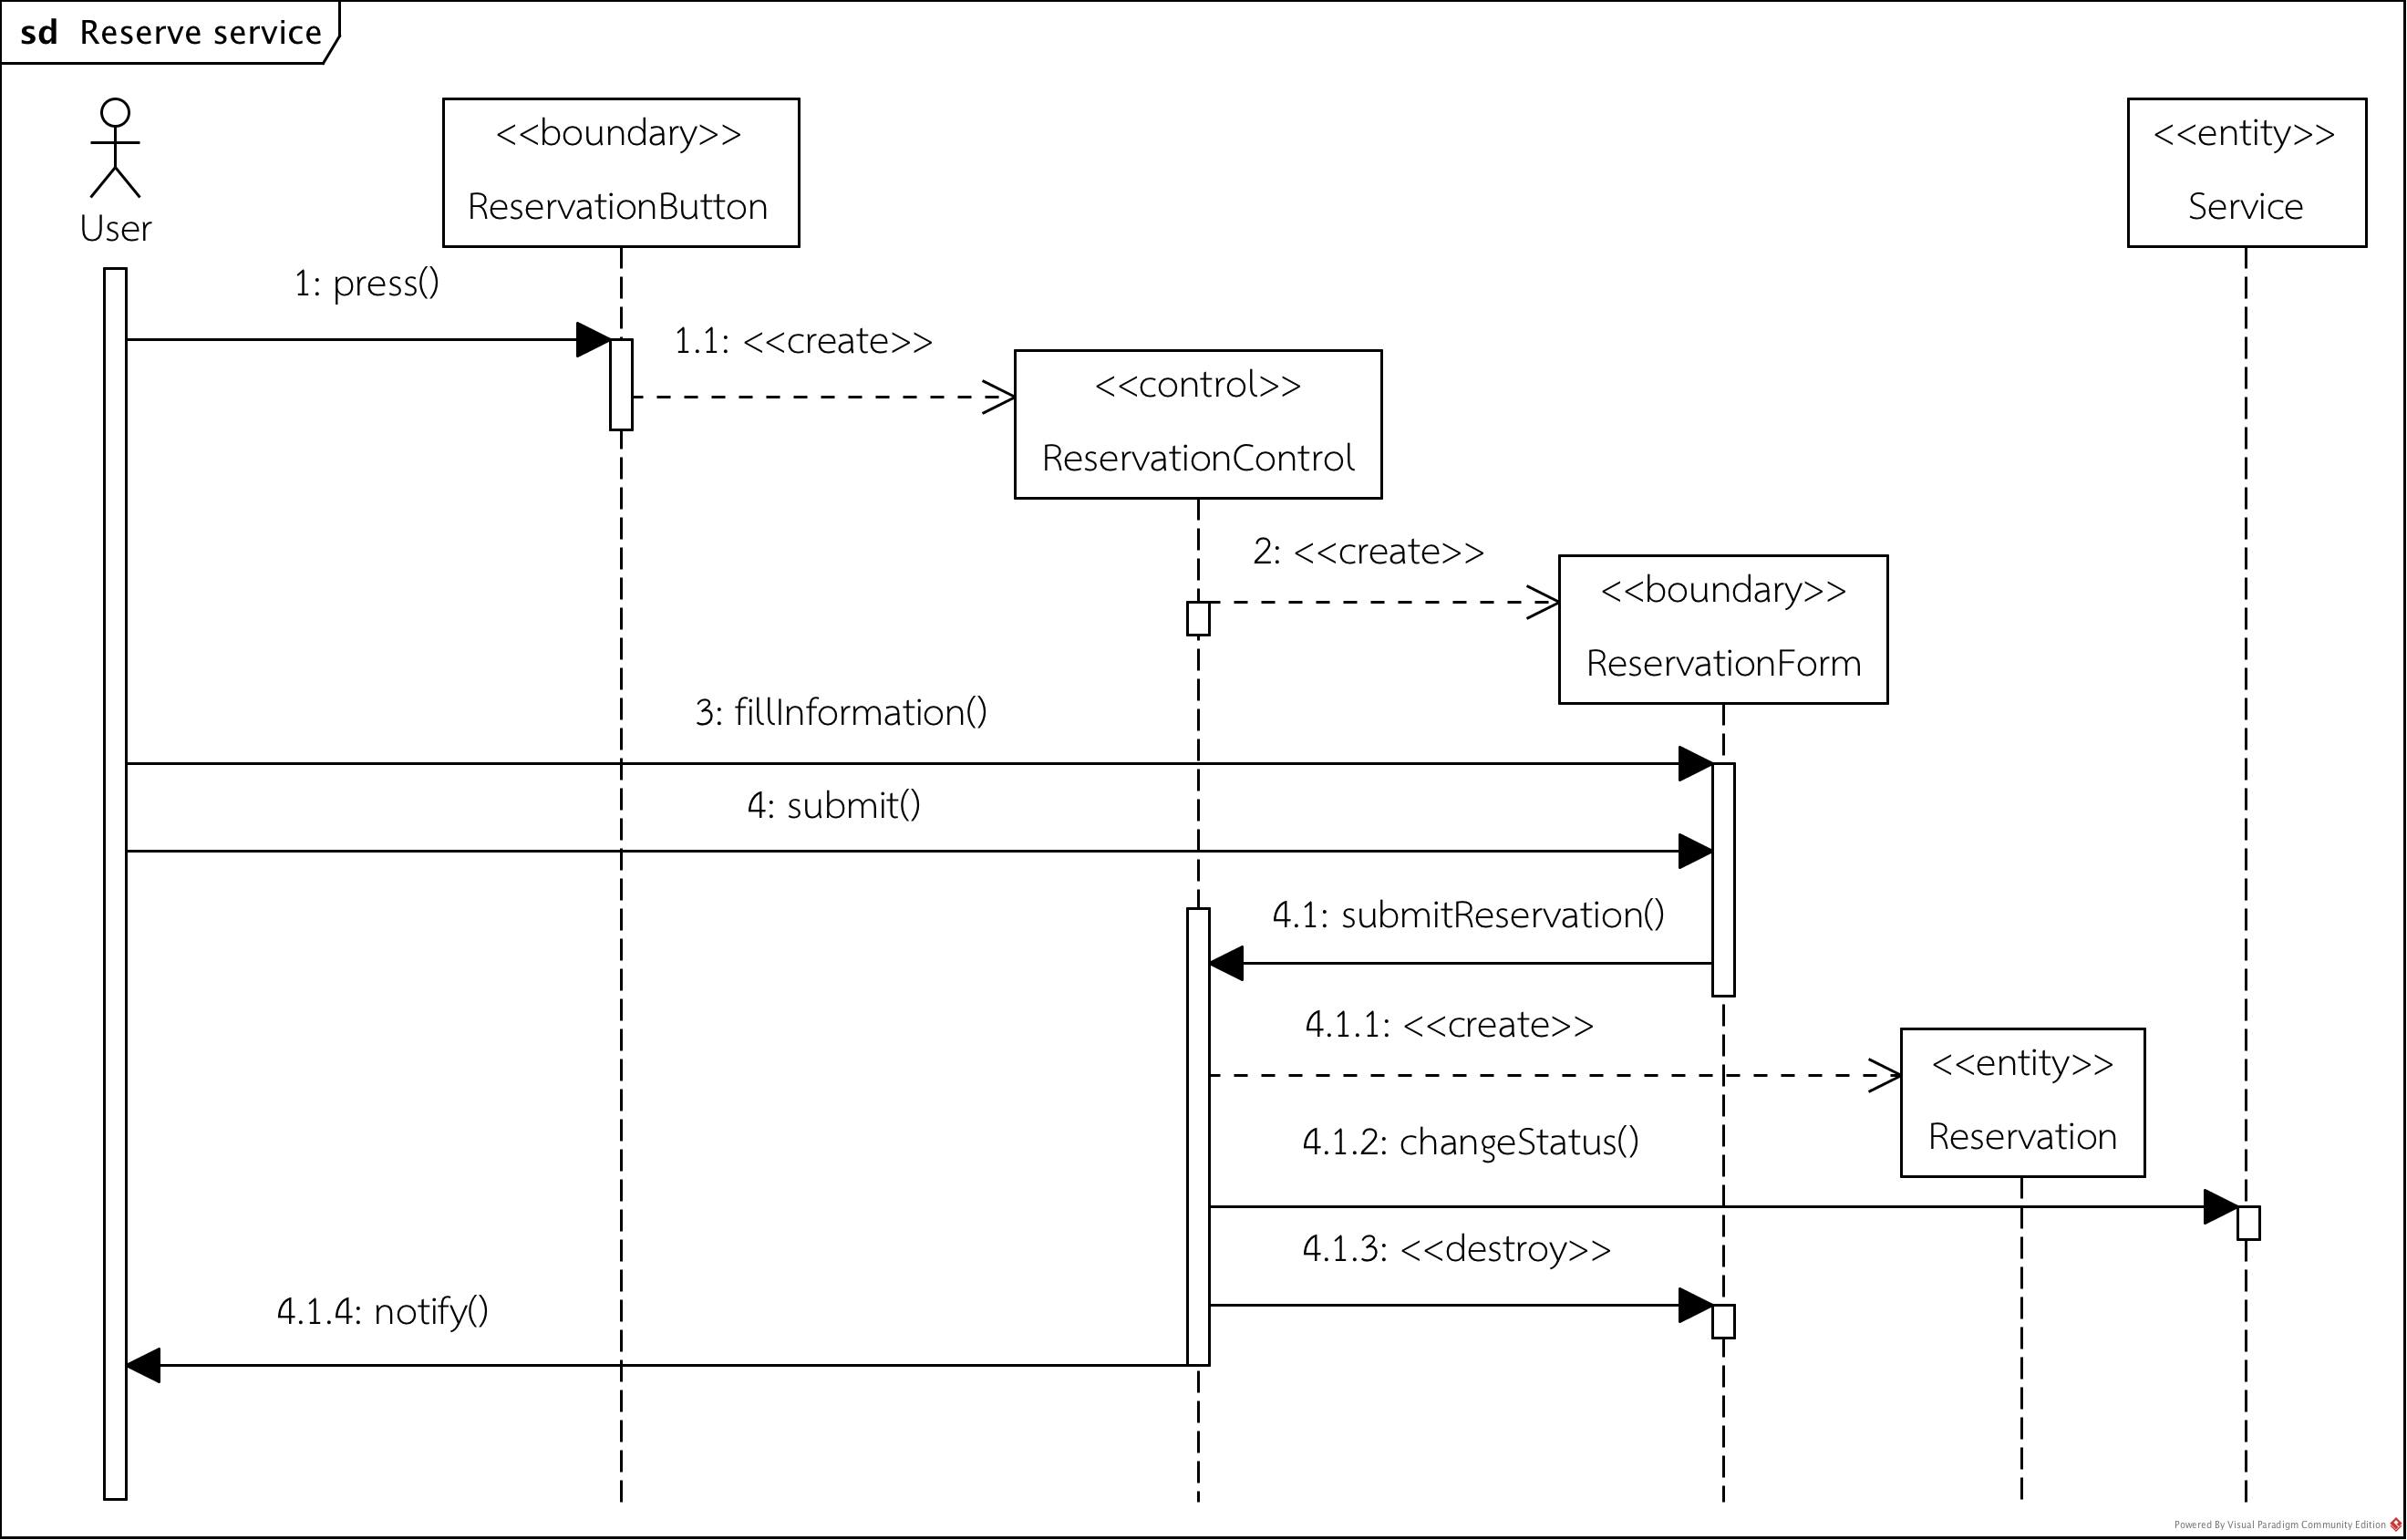 sd Reserve service
User
<<boundary>>
ReservationButton
<<entity>>
Service
1: press()
1.1: <<create>>
<<control>>
ReservationControl
2: <<create>>
<<boundary>>
ReservationForm
3: fillInformation()
4: submit()
4.1: submitReservation()
4.1.1: <<create>>
<<entity>>
Reservation
4.1.2: changeStatus()
4.1.3: <<destroy>>
4.1.4: notify()
Powered By Visual Paradigm Community Edition